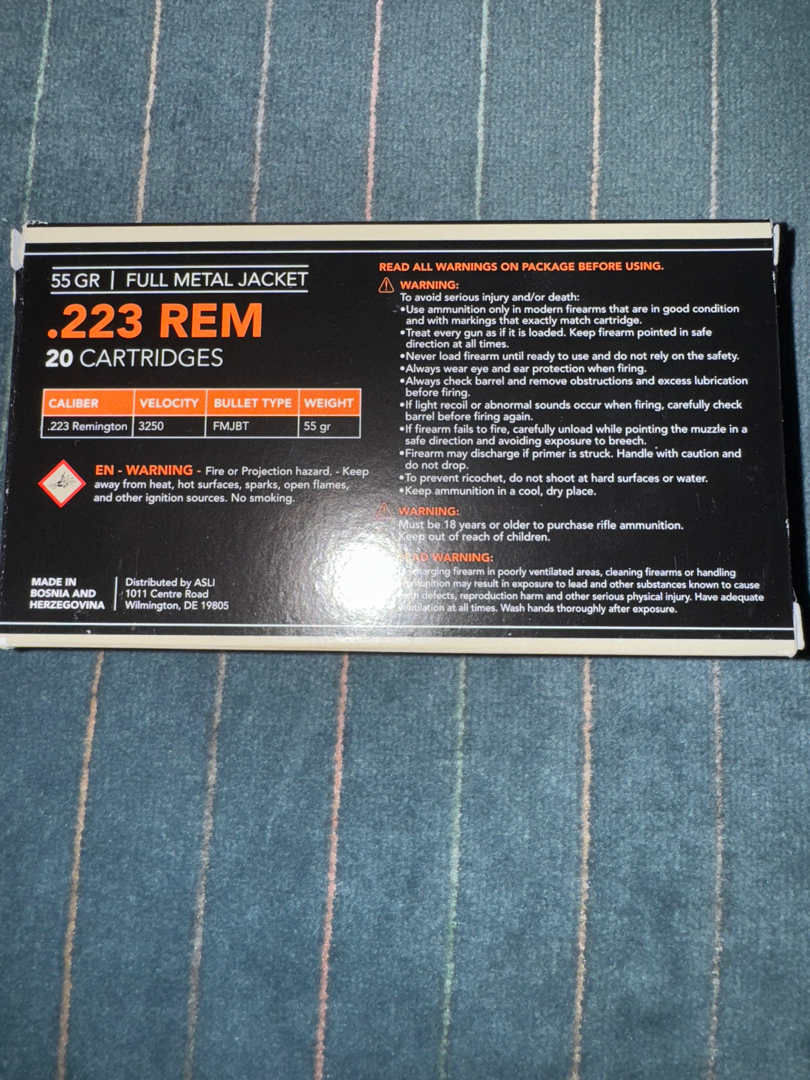 55 GR | FULL METAL JACKET
.223 REM
20 CARTRIDGES
CALIBER VELOCITY BULLET TYPE WEIGHT
.223 Remington 3250 FMJBT 55 gr
EN - WARNING - Fire or Projection hazard. - Keep
away from heat, hot surfaces, sparks, open flames,
and other ignition sources. No smoking.
MADE IN
BOSNIA AND
HERZEGOVINA
Distributed by ASLI
1011 Centre Road
Wilmington, DE 19805
READ ALL WARNINGS ON PACKAGE BEFORE USING.
WARNING:
To avoid serious injury and/or death:
•Use ammunition only in modern firearms that are in good condition
and with markings that exactly match cartridge.
•Treat every gun as if it is loaded. Keep firearm pointed in safe
direction at all times.
•Never load firearm until ready to use and do not rely on the safety.
•Always wear eye and ear protection when firing.
•Always check barrel and remove obstructions and excess lubrication
before firing.
•If light recoil or abnormal sounds occur when firing, carefully check
barrel before firing again.
•If firearm fails to fire, carefully unload while pointing the muzzle in a
safe direction and avoiding exposure to breech.
•Firearm may discharge if primer is struck. Handle with caution and
do not drop.
•To prevent ricochet, do not shoot at hard surfaces or water.
•Keep ammunition in a cool, dry place.
WARNING:
Must be 18 years or older to purchase rifle ammunition.
Keep out of reach of children.
WARNING:
firearm in poorly ventilated areas, cleaning firearms or handling
may result in exposure to lead and other substances known to cause
defects, reproduction harm and other serious physical injury. Have adequate
ventilation at all times. Wash hands thoroughly after exposure.